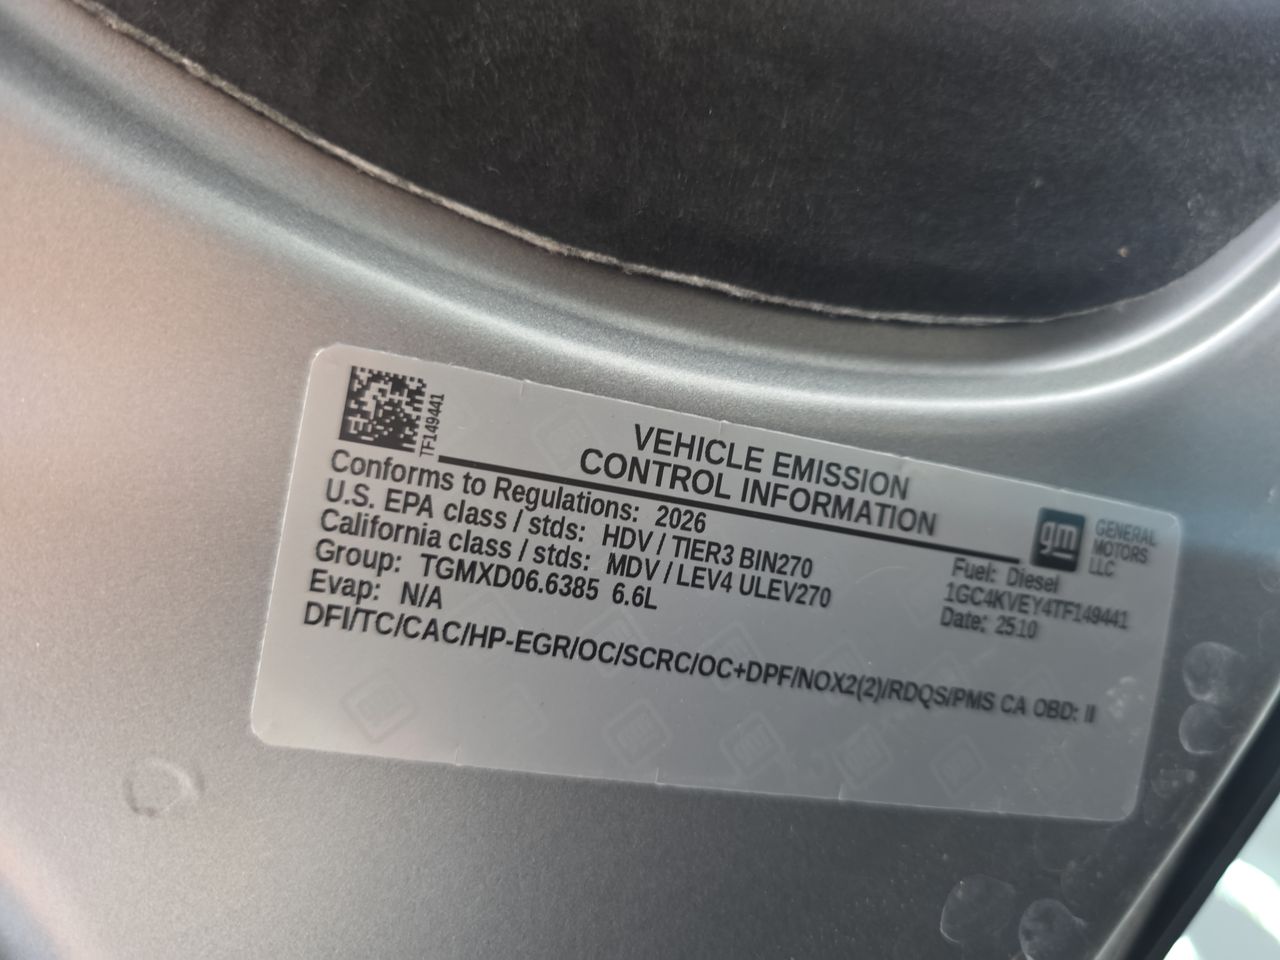 TF149441
VEHICLE EMISSION
CONTROL INFORMATION
gm
GENERAL
MOTORS
LLC
Conforms to Regulations: 2026
U.S. EPA class / stds: HDV / TIER3 BIN270
California class / stds: MDV / LEV4 ULEV270
Group: TGMXD06.6385 6.6L
Evap: N/A
Fuel: Diesel
1GC4KVEY4TF149441
Date: 2510
DFI/TC/CAC/HP-EGR/OC/SCRC/OC+DPF/NOX2(2)/RDQS/PMS CA OBD: II